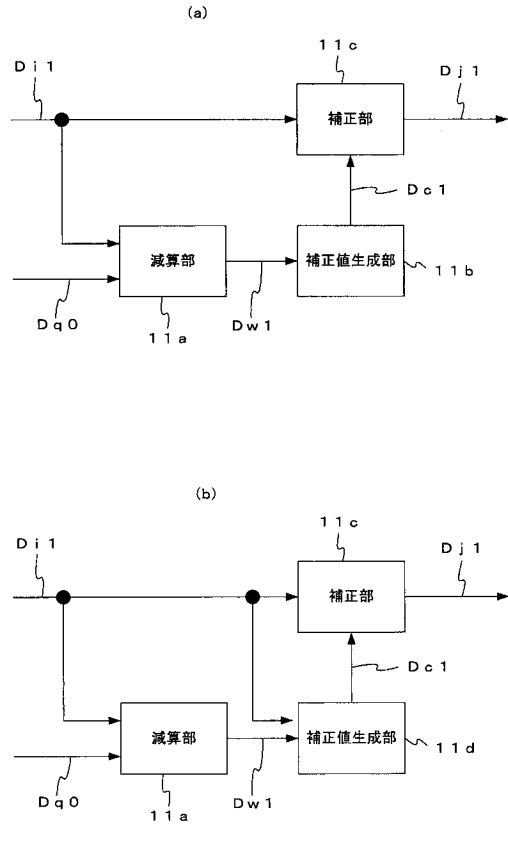 (a)
11c
Di1
Dj1
補正部
Dc1
減算部
補正値生成部
11b
Dq0
Dw1
11a
(b)
11c
Di1
Dj1
補正部
Dc1
減算部
補正値生成部
11d
Dq0
Dw1
11a